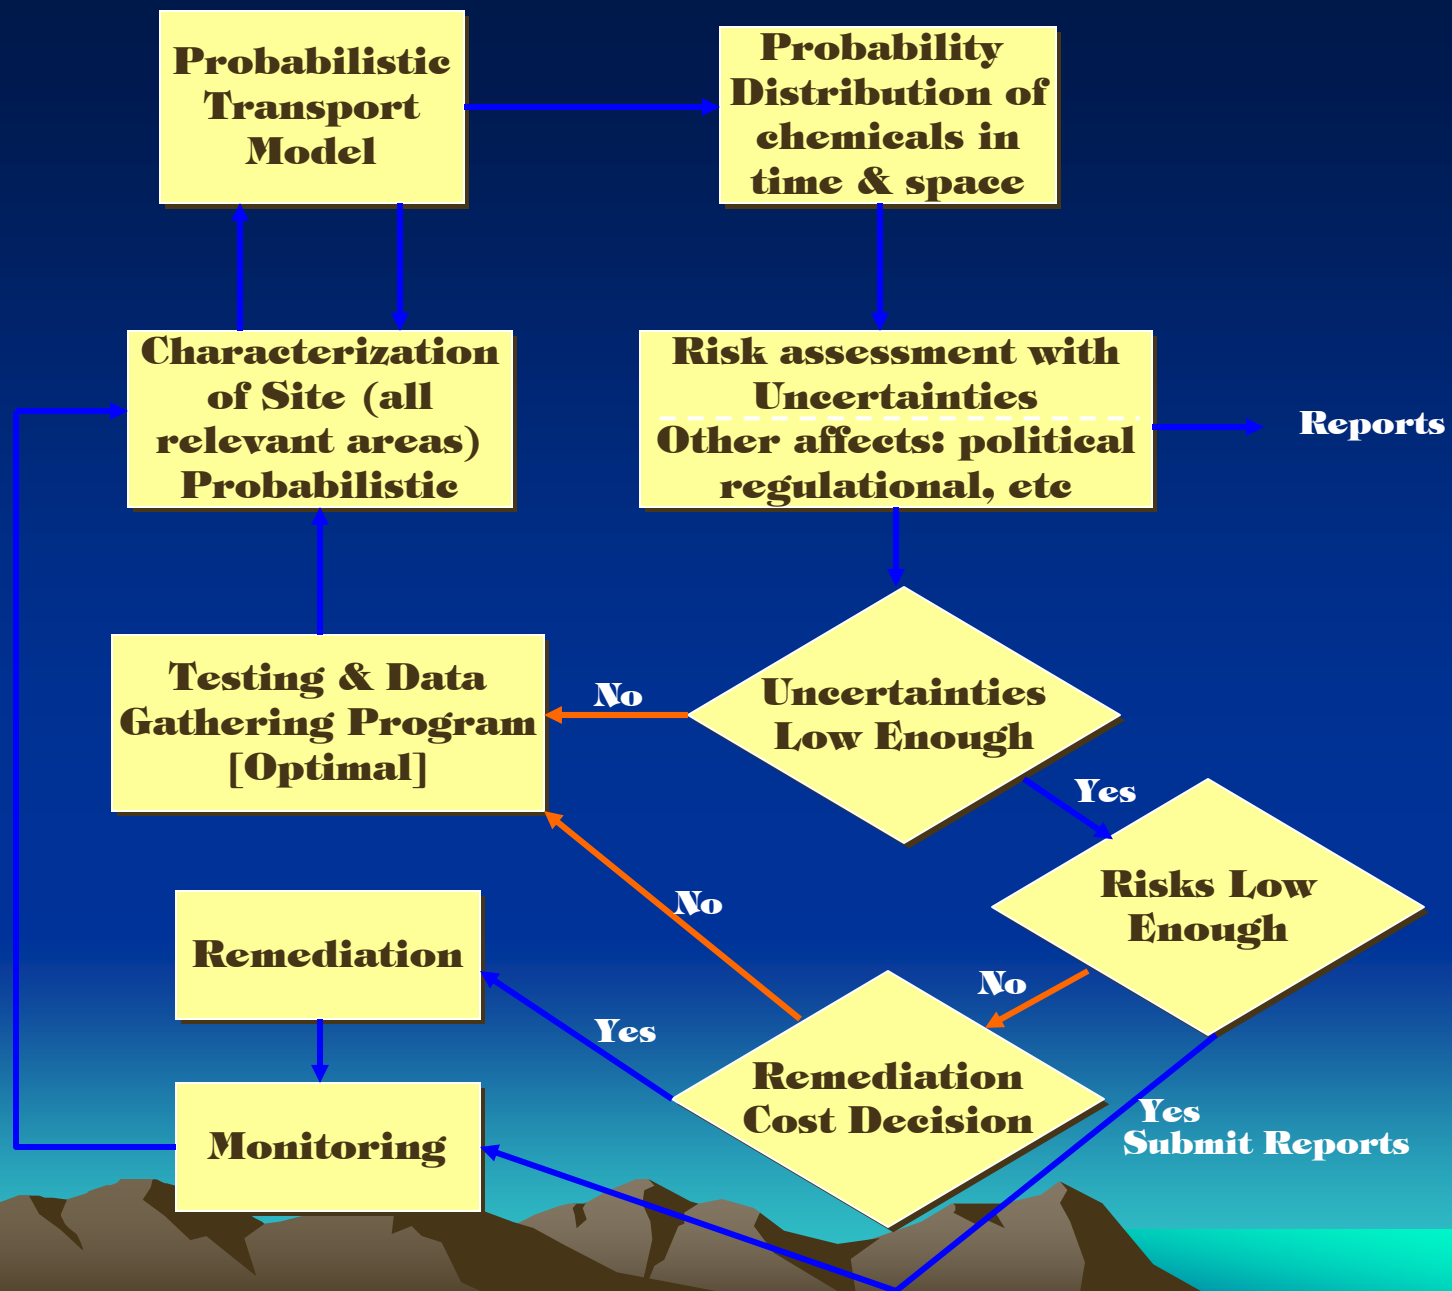 Probabilistic
Transport
Model
Probability
Distribution of
chemicals in
time & space
Characterization
of Site (all
relevant areas)
Probabilistic
Risk assessment with
Uncertainties
Other affects: political
regulational, etc
Reports
Testing & Data
Gathering Program
[Optimal]
No
Uncertainties
Low Enough
Yes
Risks Low
Enough
No
No
Remediation
Yes
Remediation
Cost Decision
Monitoring
Yes
Submit Reports